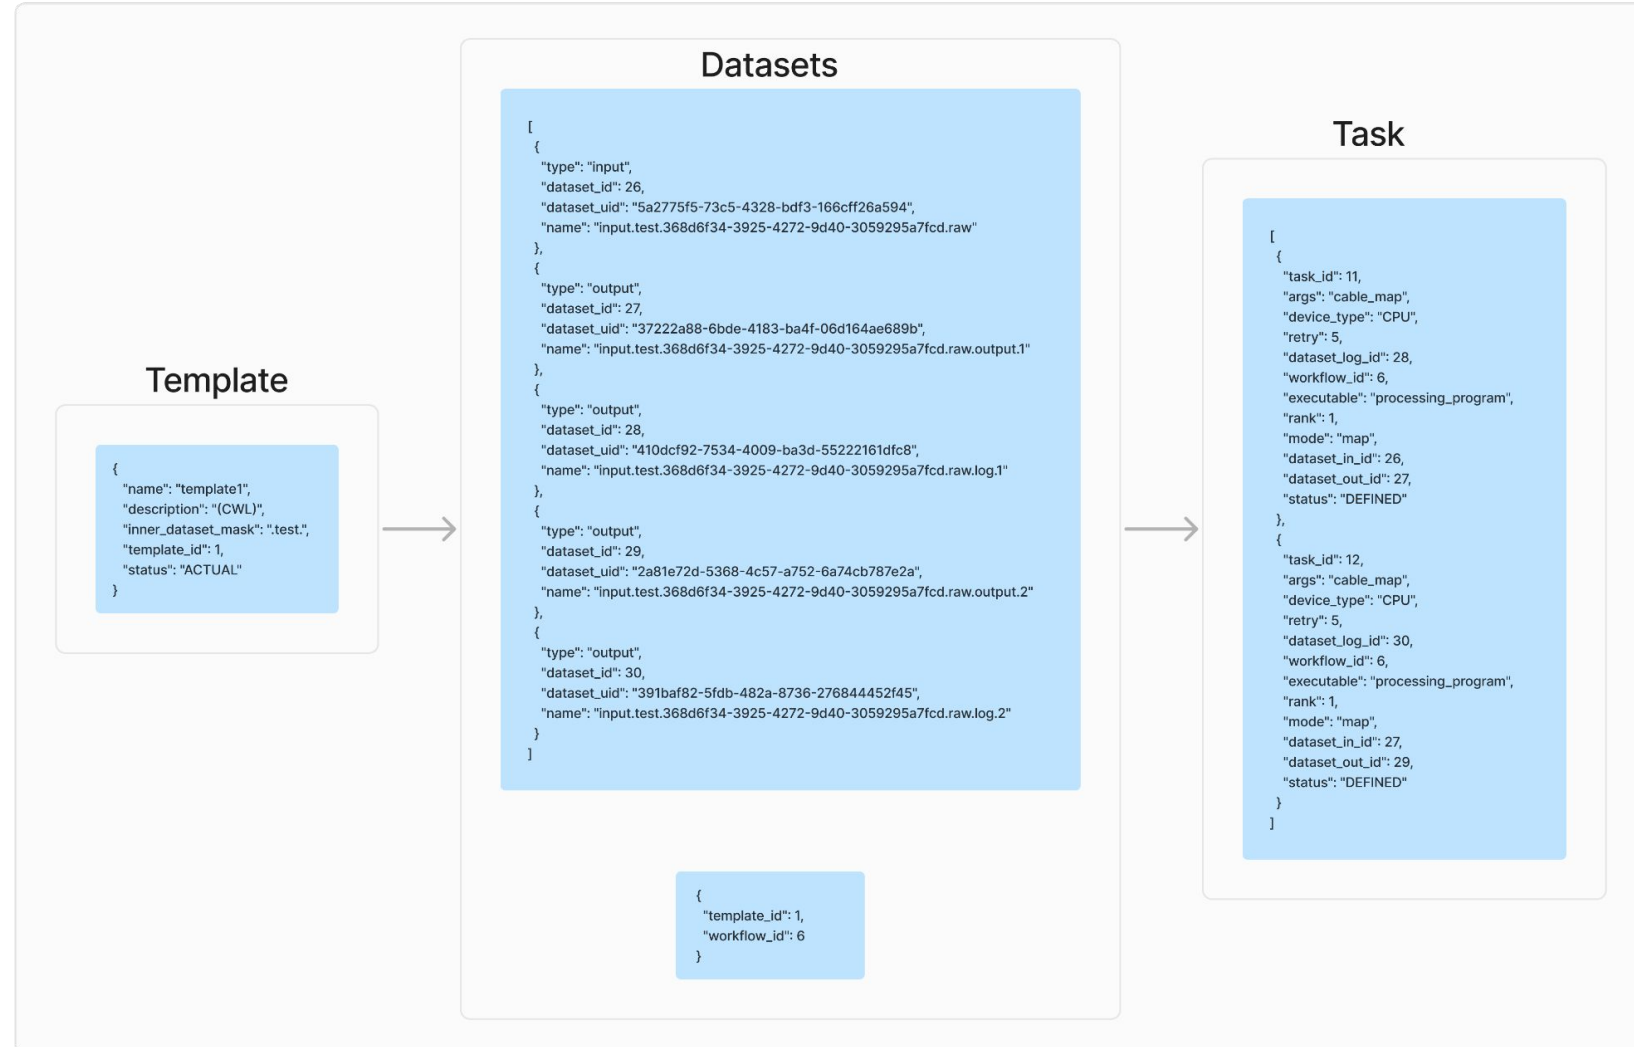 Template
{
"name": "template1",
"description": "(CWL)",
"inner_dataset_mask": ".test.",
"template_id": 1,
"status": "ACTUAL"
}
Datasets
[
{
"type": "input",
"dataset_id": 26,
"dataset_uid": "5a2775f5-73c5-4328-bdf3-166cff26a594",
"name": "input.test.368d6f34-3925-4272-9d40-3059295a7fcd.raw"
},
{
"type": "output",
"dataset_id": 27,
"dataset_uid": "37222a88-6bde-4183-ba4f-06d164ae689b",
"name": "input.test.368d6f34-3925-4272-9d40-3059295a7fcd.raw.output.1"
},
{
"type": "output",
"dataset_id": 28,
"dataset_uid": "410dcf92-7534-4009-ba3d-55222161dfc8",
"name": "input.test.368d6f34-3925-4272-9d40-3059295a7fcd.raw.log.1"
},
{
"type": "output",
"dataset_id": 29,
"dataset_uid": "2a81e72d-5368-4c57-a752-6a74cb787e2a",
"name": "input.test.368d6f34-3925-4272-9d40-3059295a7fcd.raw.output.2"
},
{
"type": "output",
"dataset_id": 30,
"dataset_uid": "391baf82-5fdb-482a-8736-276844452f45",
"name": "input.test.368d6f34-3925-4272-9d40-3059295a7fcd.raw.log.2"
}
]
{
"template_id": 1,
"workflow_id": 6
}
Task
[
{
"task_id": 11,
"args": "cable_map",
"device_type": "CPU",
"retry": 5,
"dataset_log_id": 28,
"workflow_id": 6,
"executable": "processing_program",
"rank": 1,
"mode": "map",
"dataset_in_id": 26,
"dataset_out_id": 27,
"status": "DEFINED"
},
{
"task_id": 12,
"args": "cable_map",
"device_type": "CPU",
"retry": 5,
"dataset_log_id": 30,
"workflow_id": 6,
"executable": "processing_program",
"rank": 1,
"mode": "map",
"dataset_in_id": 27,
"dataset_out_id": 29,
"status": "DEFINED"
}
]